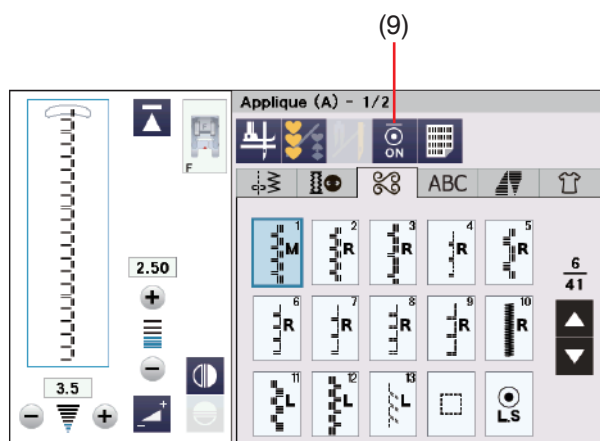 (9)
Applique (A) - 1/2
F
ON
ABC
2.50
3.5
1 M
2 R
3 R
4 R
5 R
6 R
7 R
8 R
9 R
10 R
11 L
12 L
13 L
L.S
6
41